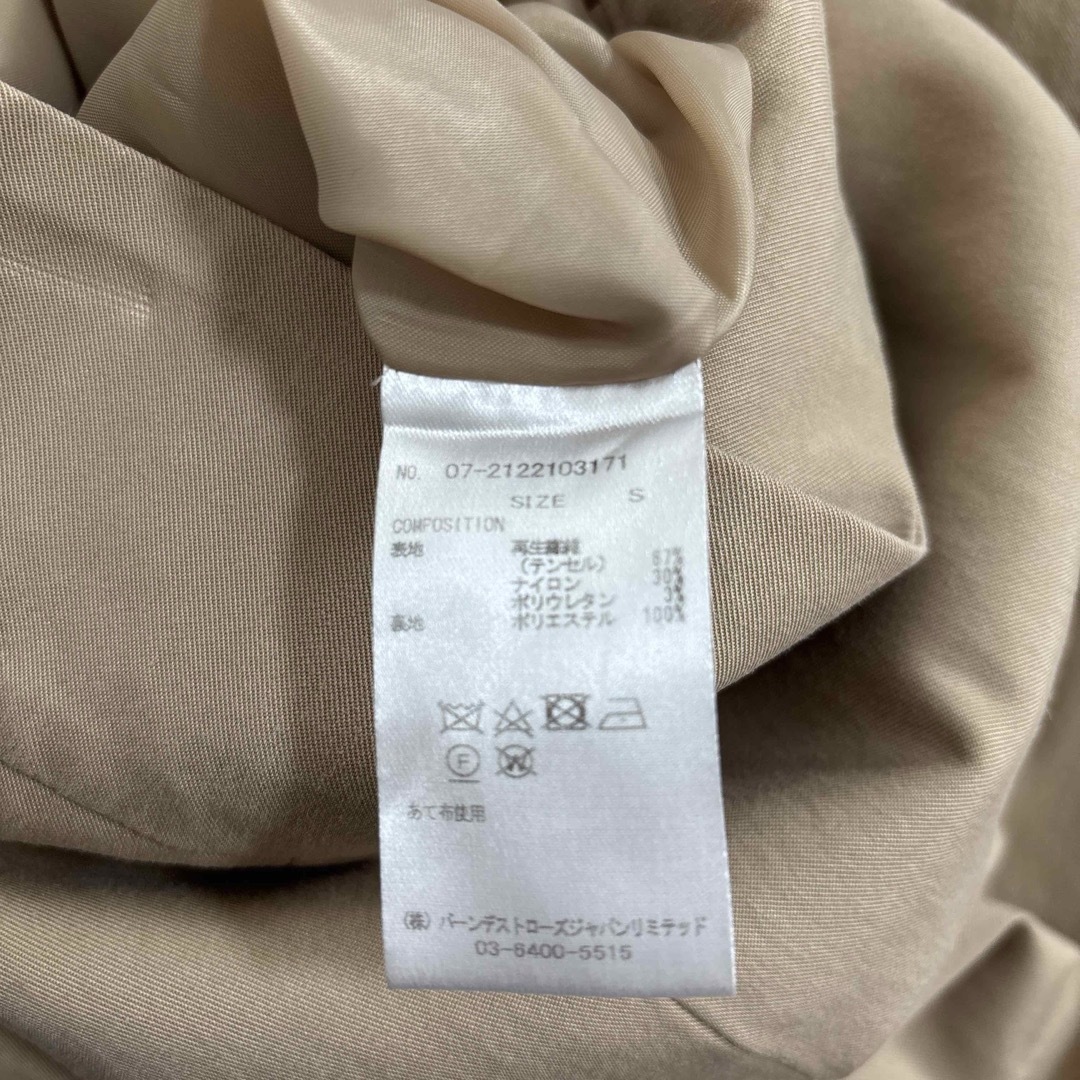 NO. 07-2122103171
SIZE S
COMPOSITION
表地 再生繊維
(テンセル) 67%
ナイロン 30%
ポリウレタン 3%
裏地 ポリエステル 100%
F
W
あて布使用
(株) バーンデストローズジャパンリミテッド
03-6400-5515